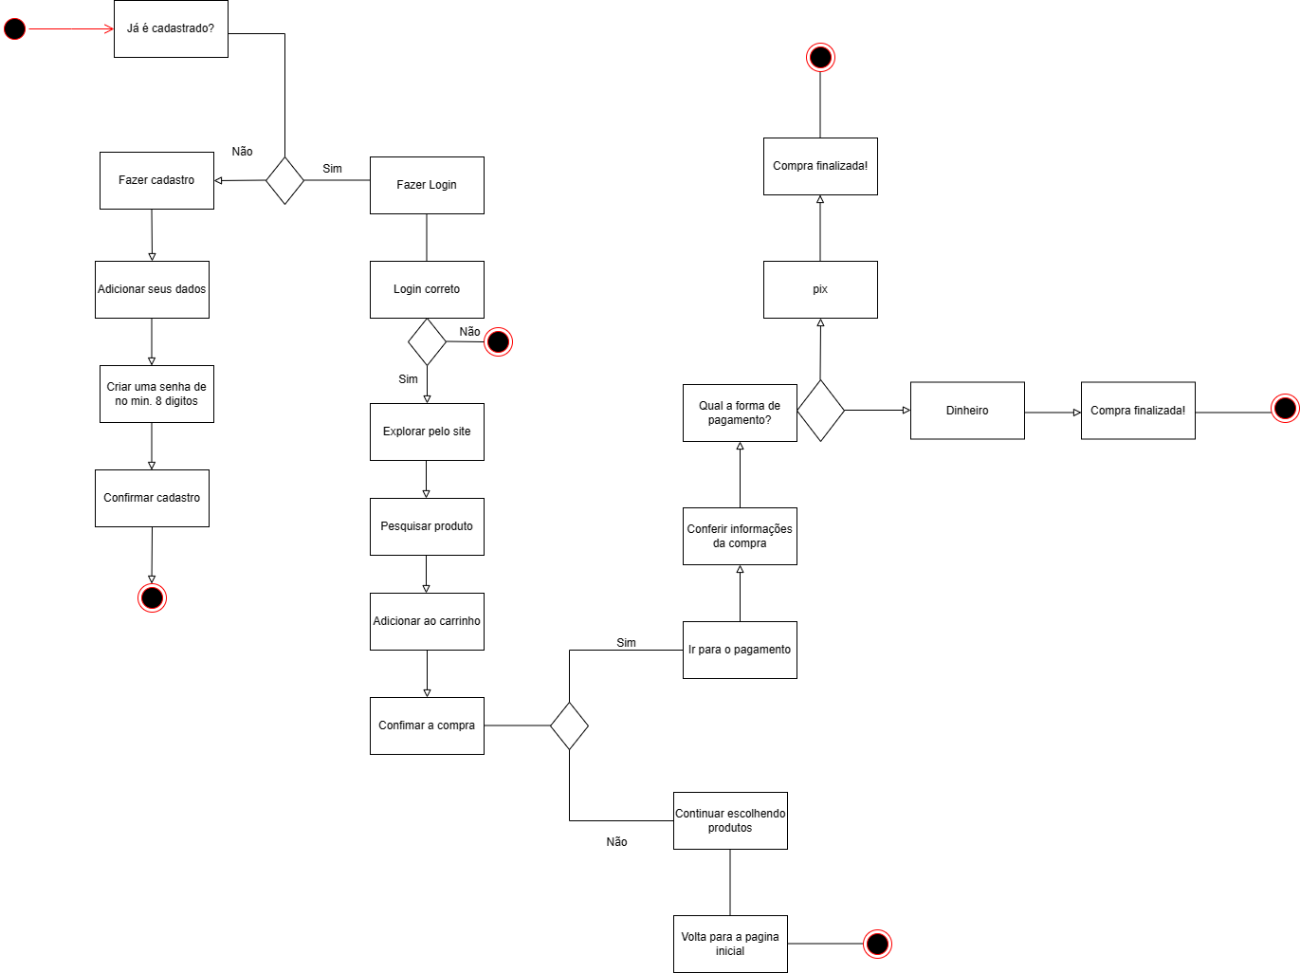 Já é cadastrado?
Não
Sim
Fazer cadastro
Fazer Login
Adicionar seus dados
Login correto
Não
Sim
Criar uma senha de
no min. 8 digitos
Explorar pelo site
Confirmar cadastro
Pesquisar produto
Adicionar ao carrinho
Confimar a compra
Sim
Ir para o pagamento
Conferir informações
da compra
Qual a forma de
pagamento?
pix
Compra finalizada!
Dinheiro
Compra finalizada!
Não
Continuar escolhendo
produtos
Volta para a pagina
inicial